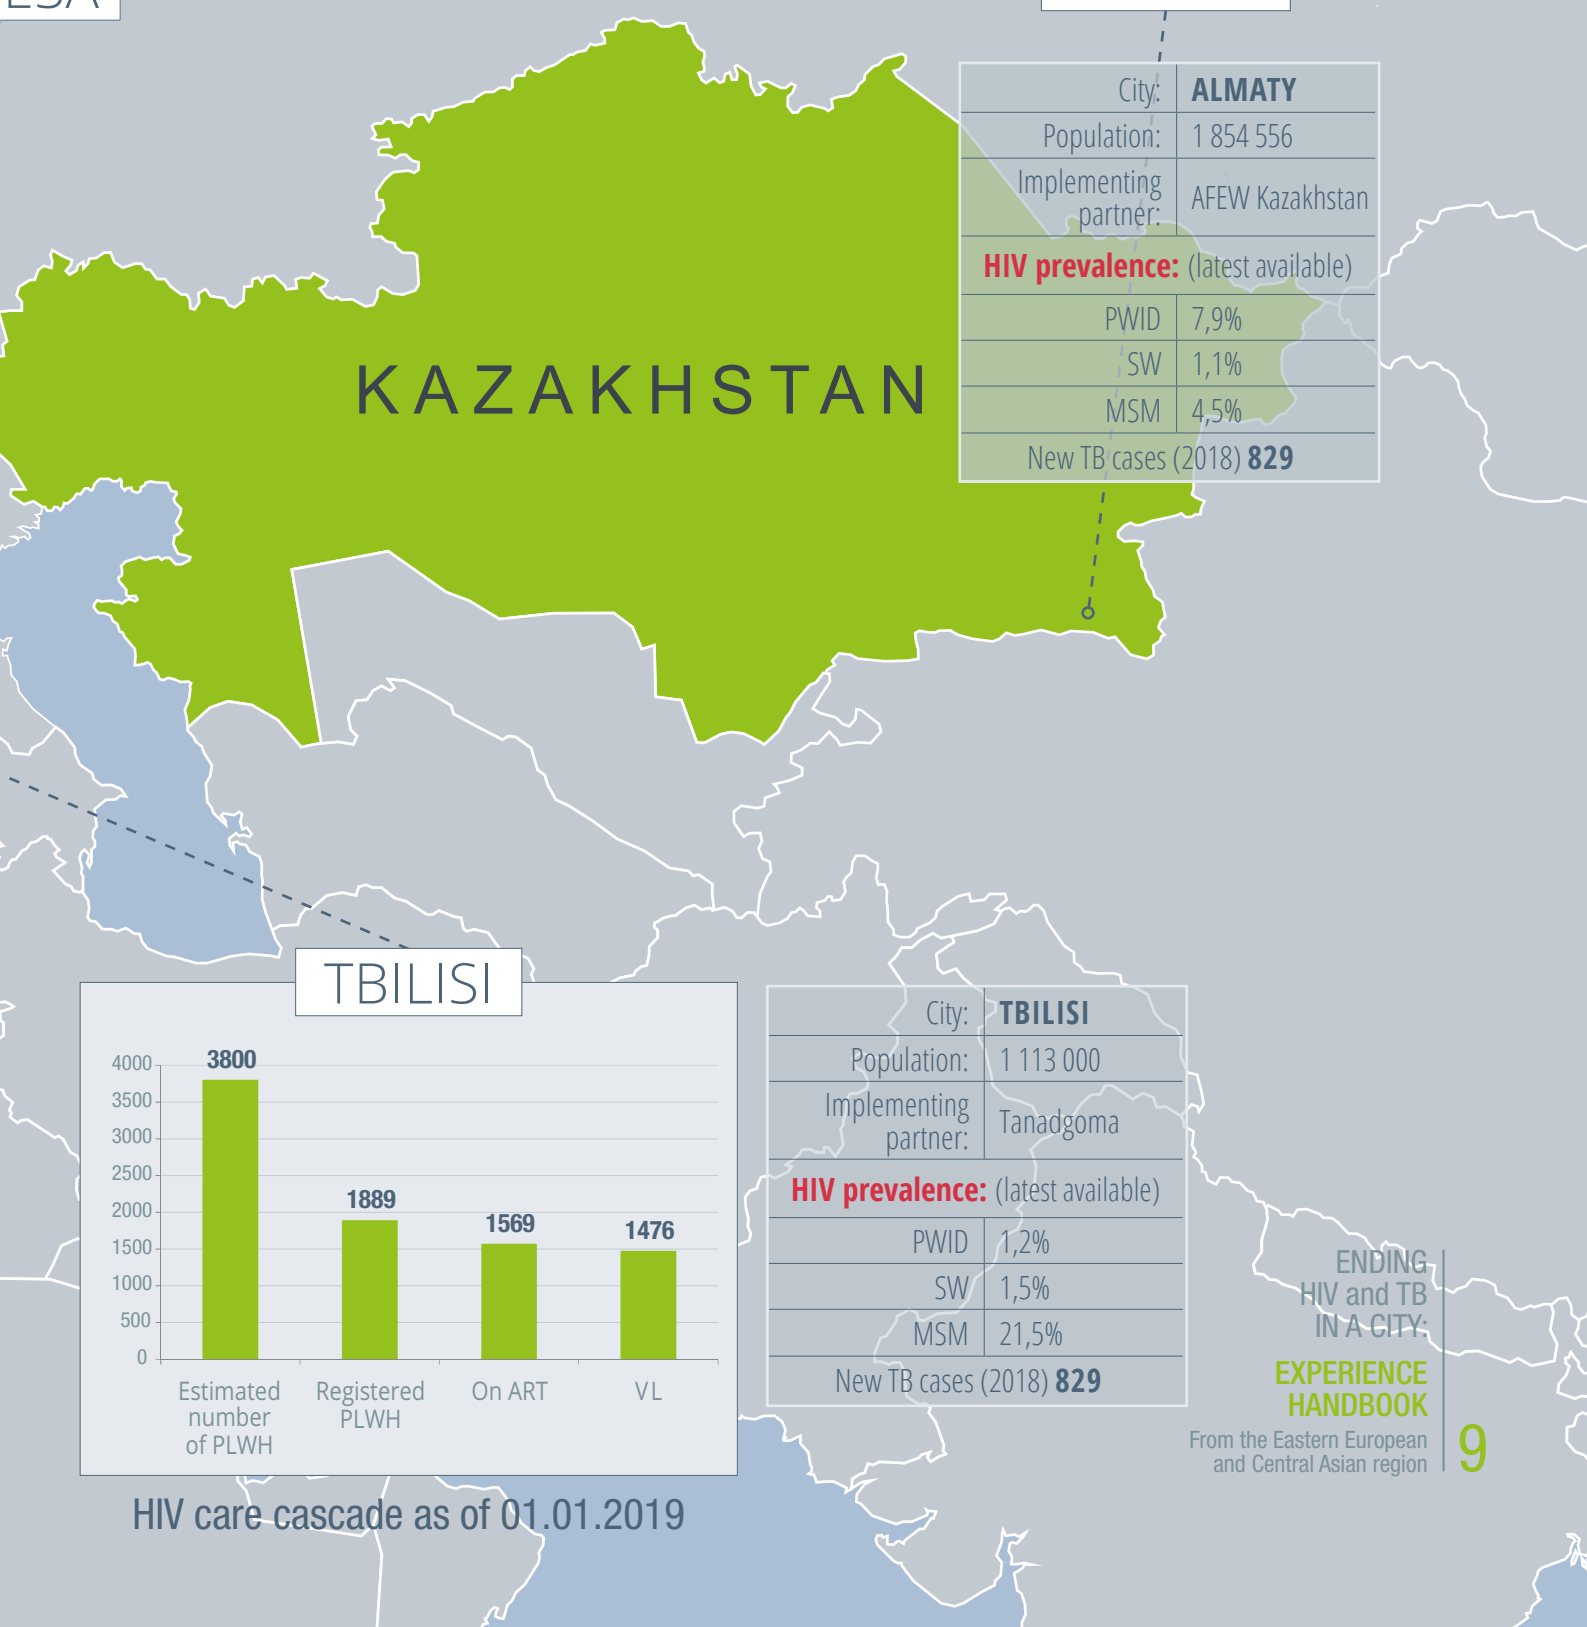 City: ALMATY
Population: 1 854 556
Implementing
partner: AFEW Kazakhstan
HIV prevalence: (latest available)
PWID 7,9%
SW 1,1%
MSM 4,5%
New TB cases (2018) 829
KAZAKHSTAN
TBILISI
4000
3500
3000
2500
2000
1500
1000
500
0
3800
1889
1569
1476
Estimated
number
of PLWH
Registered
PLWH
On ART
VL
HIV care cascade as of 01.01.2019
City: TBILISI
Population: 1 113 000
Implementing
partner: Tanadgoma
HIV prevalence: (latest available)
PWID 1,2%
SW 1,5%
MSM 21,5%
New TB cases (2018) 829
ENDING
HIV and TB
IN A CITY:
EXPERIENCE
HANDBOOK
From the Eastern European
and Central Asian region
9